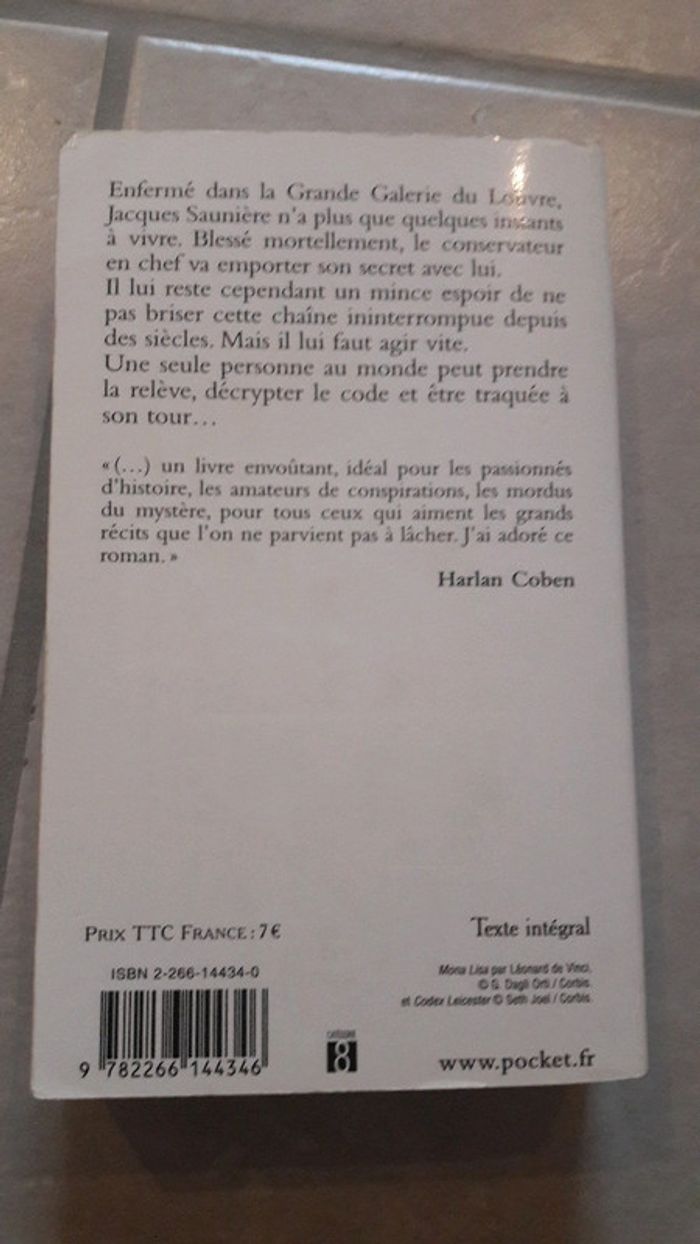 Enfermé dans la Grande Galerie du Louvre,
Jacques Saunière n'a plus que quelques instants
à vivre. Blessé mortellement, le conservateur
en chef va emporter son secret avec lui.
Il lui reste cependant un mince espoir de ne
pas briser cette chaîne ininterrompue depuis
des siècles. Mais il lui faut agir vite.
Une seule personne au monde peut prendre
la relève, décrypter le code et être traquée à
son tour…
« (…) un livre envoûtant, idéal pour les passionnés
d'histoire, les amateurs de conspirations, les mordus
du mystère, pour tous ceux qui aiment les grands
récits que l'on ne parvient pas à lâcher. J'ai adoré ce
roman. »
Harlan Coben
PRIX TTC FRANCE : 7 €
Texte intégral
ISBN 2-266-14434-0
Mona Lisa par Léonard de Vinci,
© G. Dagli Orti / Corbis
et Codex Leicester © Seth Joel / Corbis
9 782266 144346
CATÉGORIE
8
www.pocket.fr